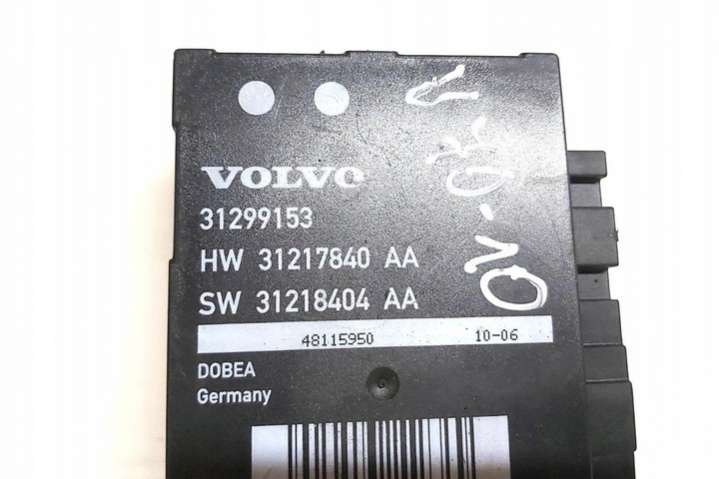 VOLVO
31299153
HW 31217840 AA
SW 31218404 AA
48115950 10-06
DOBEA
Germany